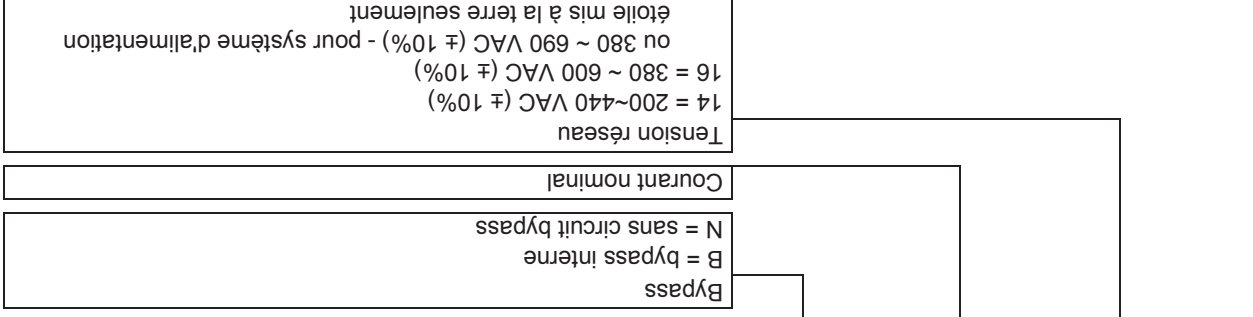 Bypass
B = bypass interne
N = sans circuit bypass
Courant nominal
Tension réseau
14 = 200~440 VAC (± 10%)
16 = 380 ~ 600 VAC (± 10%)
ou 380 ~ 690 VAC (± 10%) - pour système d'alimentation
étoile mis à la terre seulement